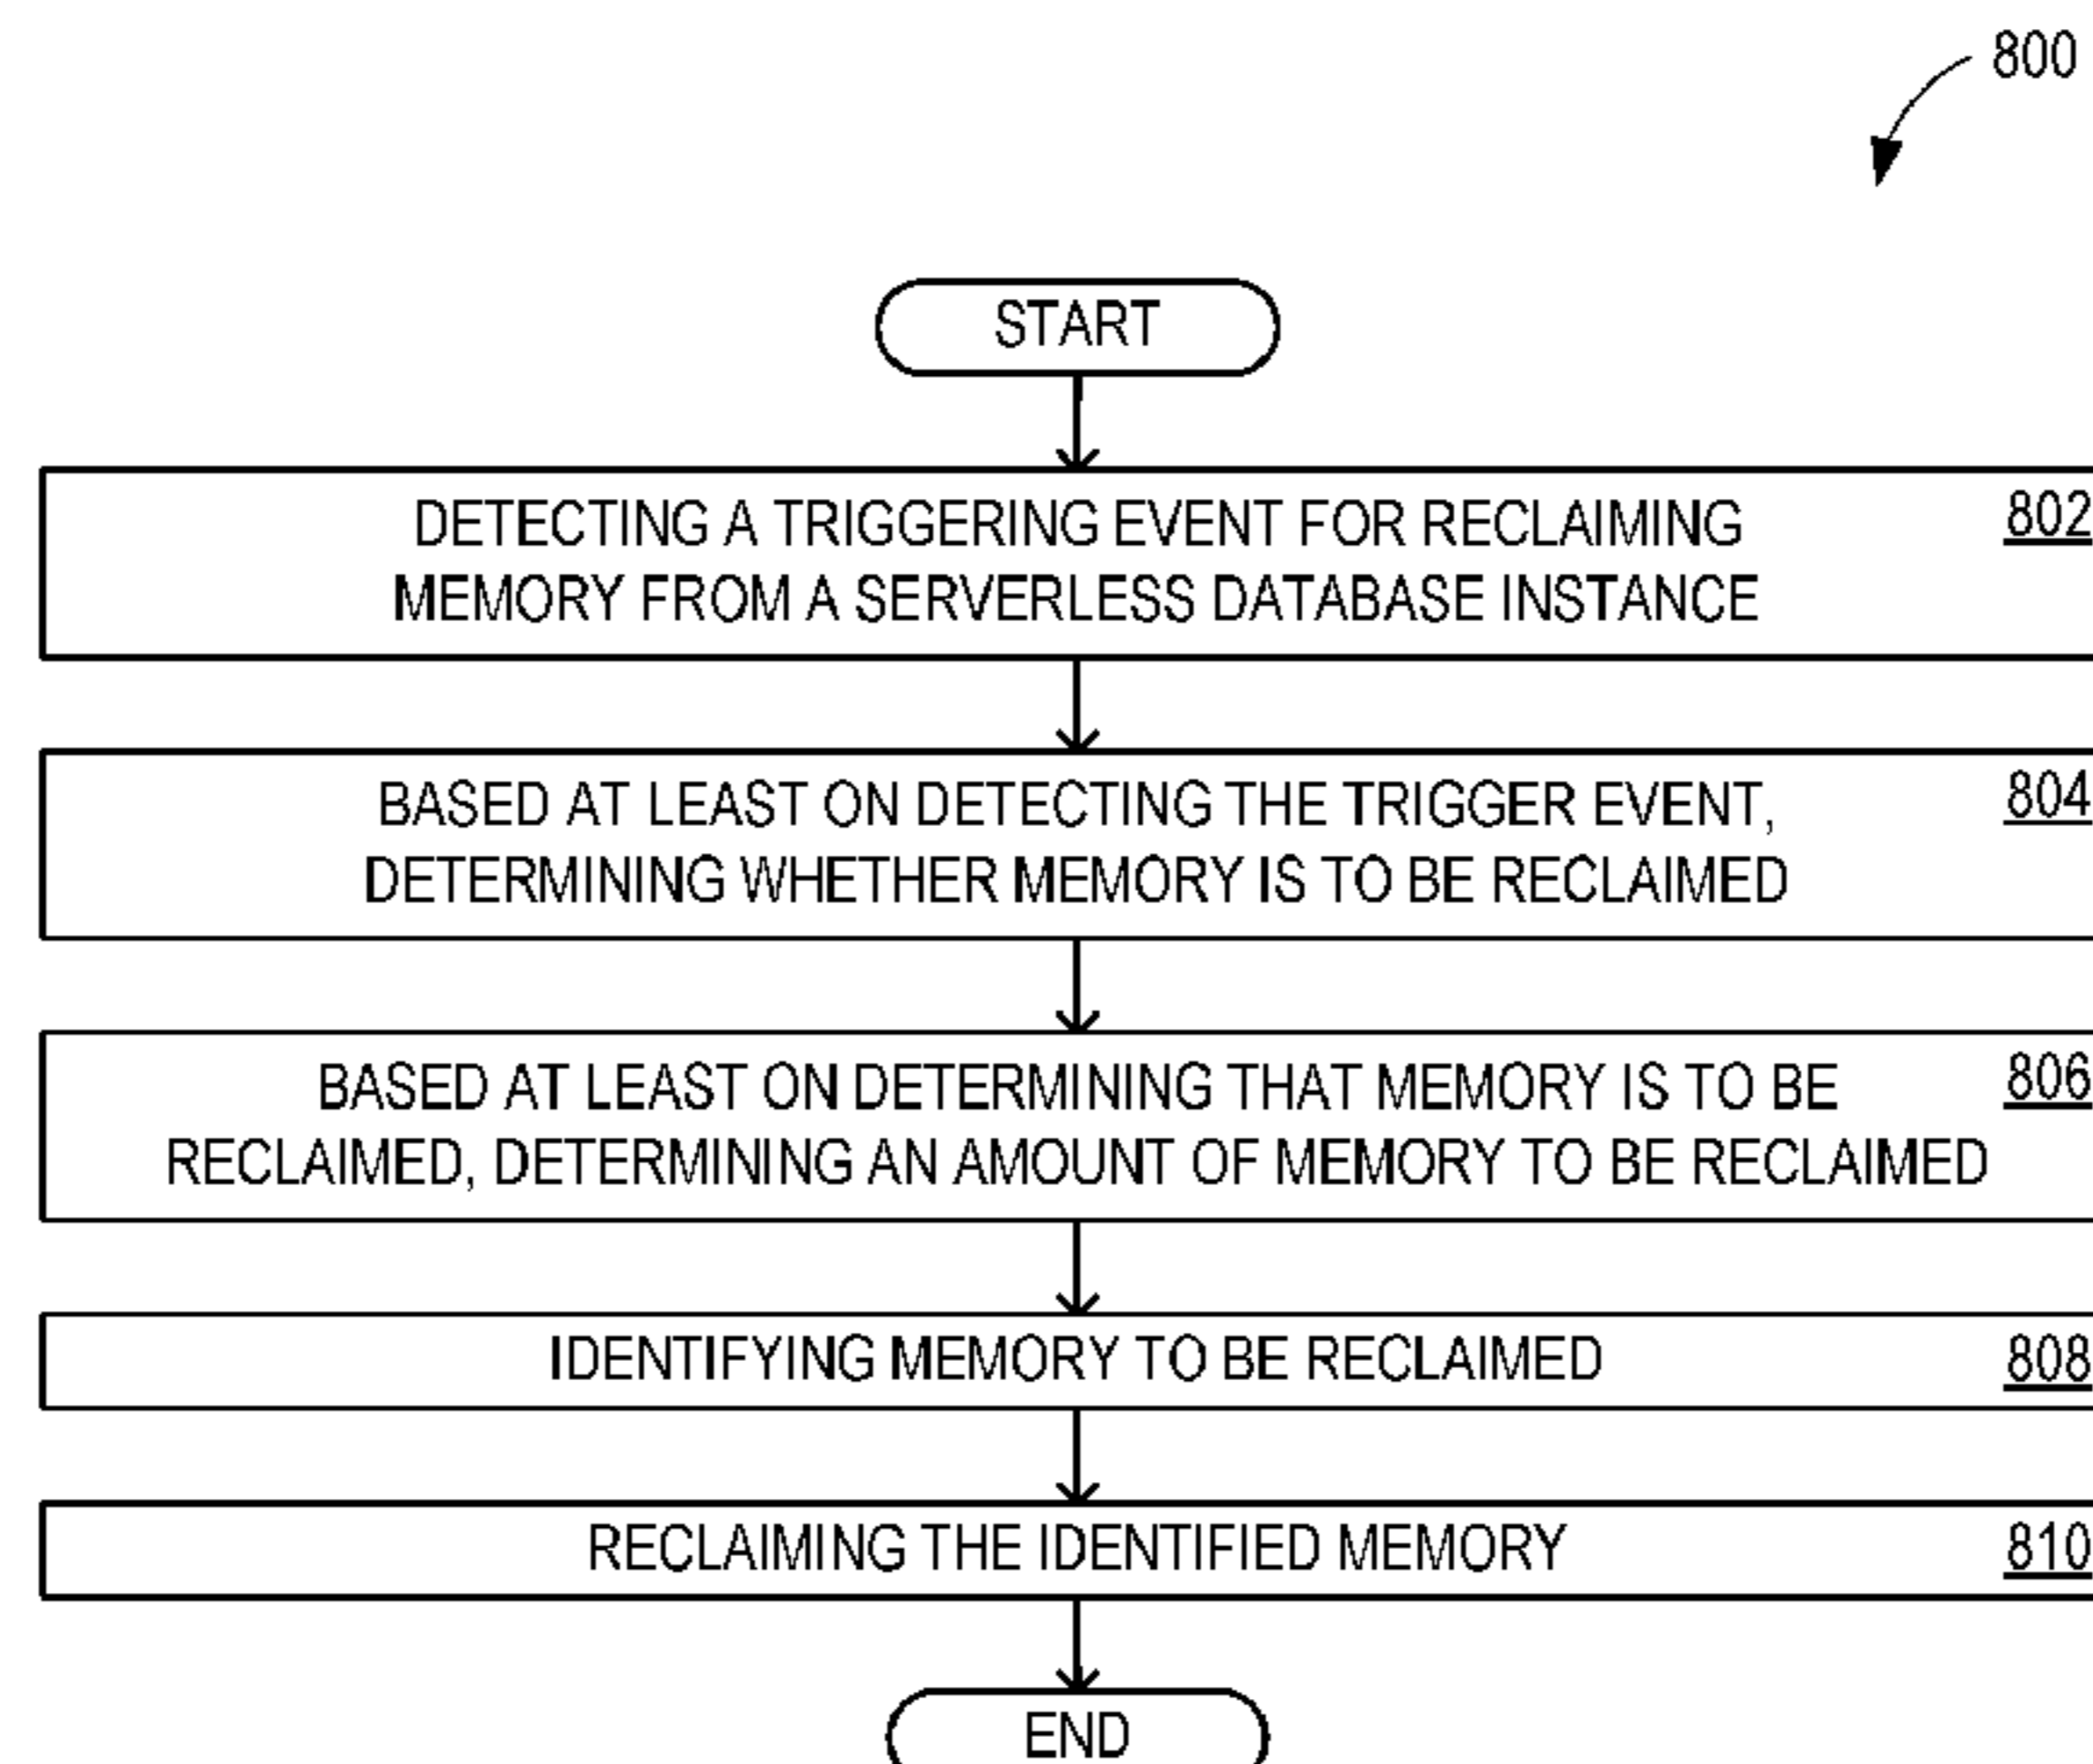 800
START
DETECTING A TRIGGERING EVENT FOR RECLAIMING
MEMORY FROM A SERVERLESS DATABASE INSTANCE
802
BASED AT LEAST ON DETECTING THE TRIGGER EVENT,
DETERMINING WHETHER MEMORY IS TO BE RECLAIMED
804
BASED AT LEAST ON DETERMINING THAT MEMORY IS TO BE
RECLAIMED, DETERMINING AN AMOUNT OF MEMORY TO BE RECLAIMED
806
IDENTIFYING MEMORY TO BE RECLAIMED
808
RECLAIMING THE IDENTIFIED MEMORY
810
END